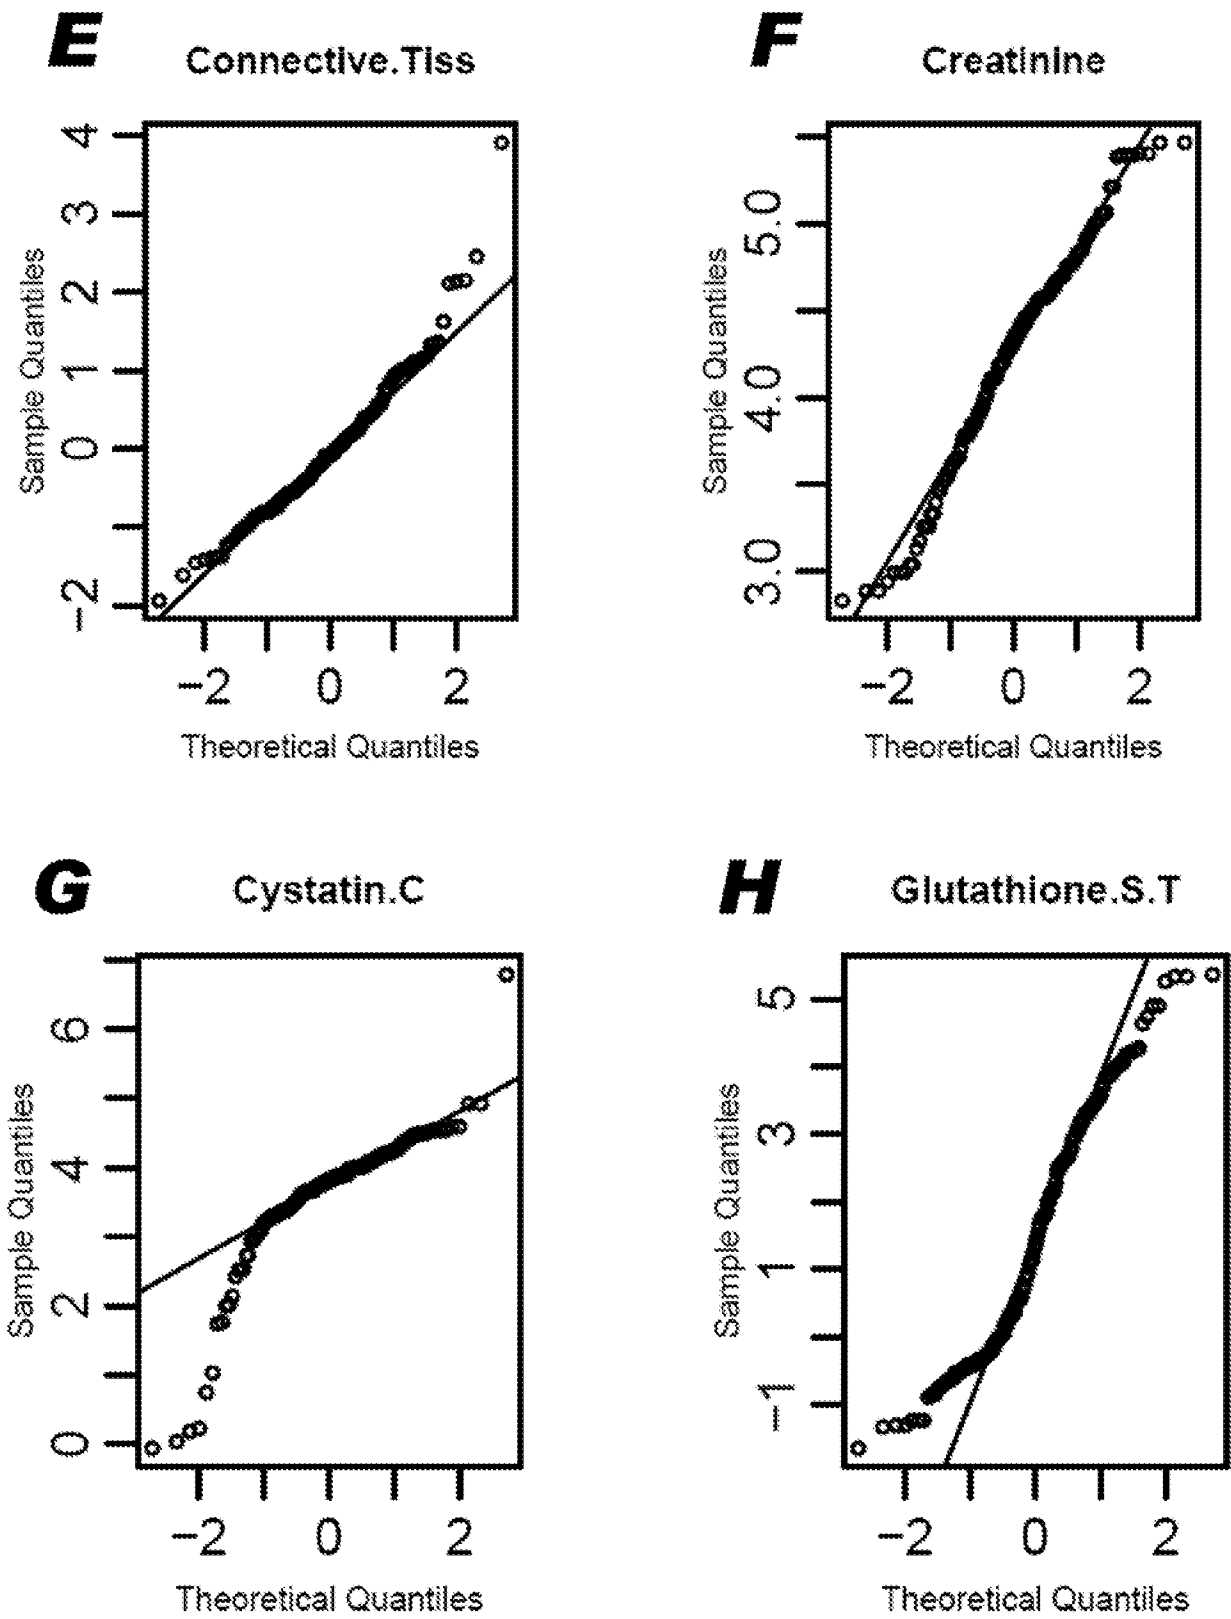 E Connective.Tiss
4
3
2
1
0
−2
Sample Quantiles
−2 0 2
Theoretical Quantiles
F Creatinine
5.0
4.0
3.0
Sample Quantiles
−2 0 2
Theoretical Quantiles
G Cystatin.C
6
4
2
0
Sample Quantiles
−2 0 2
Theoretical Quantiles
H Glutathione.S.T
5
3
1
−1
Sample Quantiles
−2 0 2
Theoretical Quantiles